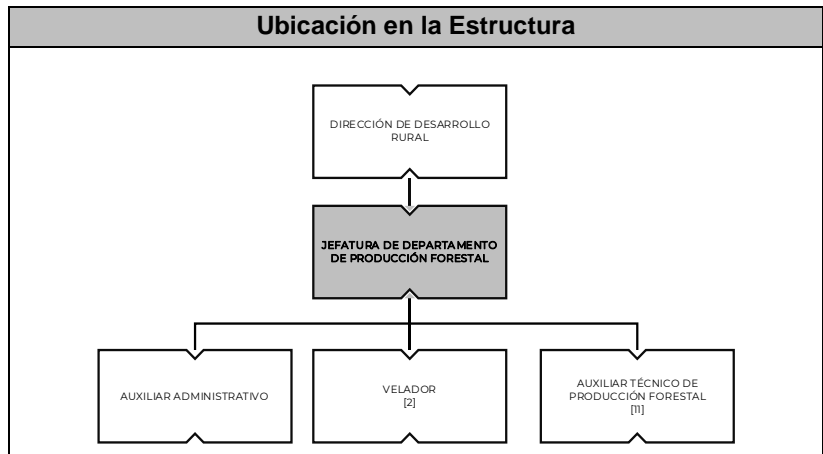 Ubicación en la Estructura
DIRECCIÓN DE DESARROLLO
RURAL
JEFATURA DE DEPARTAMENTO
DE PRODUCCIÓN FORESTAL
AUXILIAR ADMINISTRATIVO
VELADOR
[2]
AUXILIAR TÉCNICO DE
PRODUCCIÓN FORESTAL
[11]